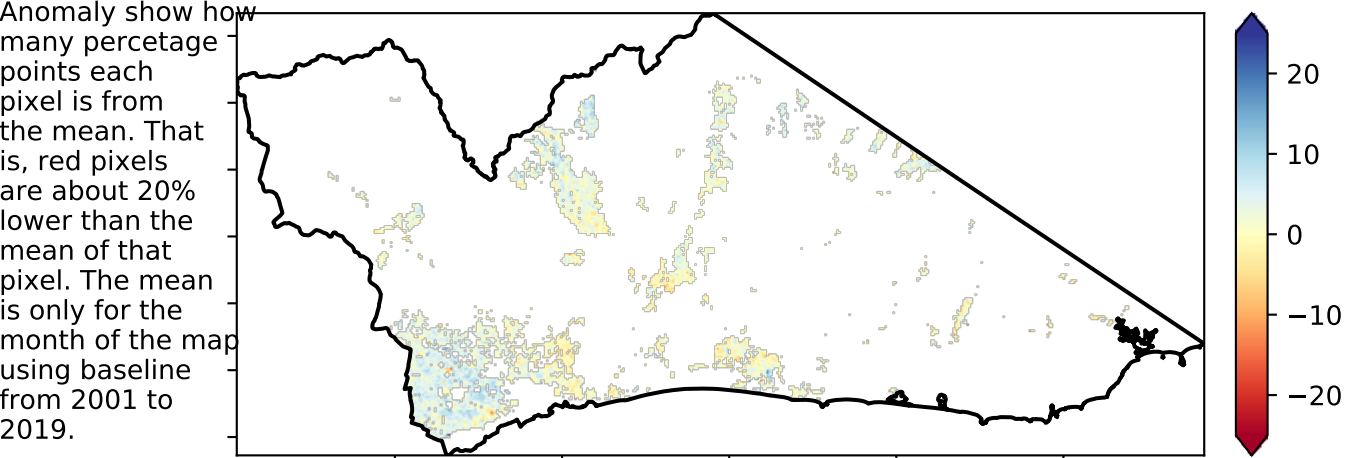 Anomaly show how
many percetage
points each
pixel is from
the mean. That
is, red pixels
are about 20%
lower than the
mean of that
pixel. The mean
is only for the
month of the map
using baseline
from 2001 to
2019.
20
10
0
−10
−20